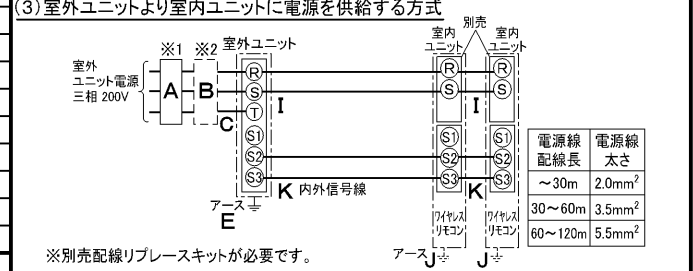 (3)室外ユニットより室内ユニットに電源を供給する方式
別売
※1 ※2 室外ユニット
室内
ユニット
室内
ユニット
室外
ユニット電源
三相 200V
A B C
R
S
T
S1
S2
S3
I
R
S
S1
S2
S3
I
R
S
S1
S2
S3
K 内外信号線
K
アース
E
ワイヤレス
リモコン
ワイヤレス
リモコン
アース J J
電源線
配線長
電源線
太さ
~30m 2.0mm²
30~60m 3.5mm²
60~120m 5.5mm²
※別売配線リプレースキットが必要です。